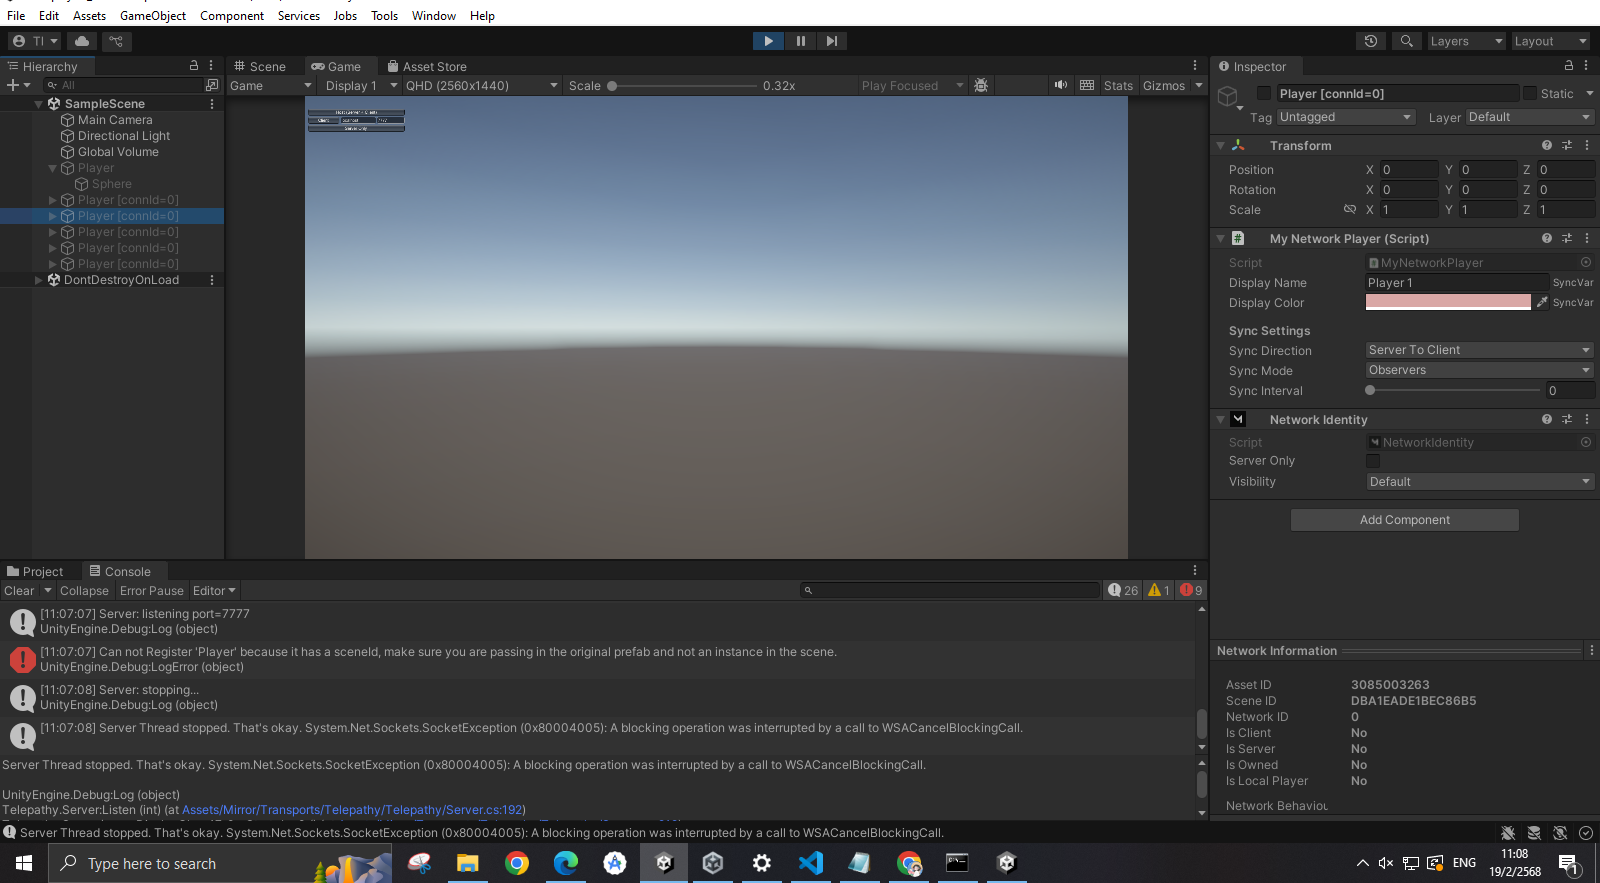 File Edit Assets GameObject Component Services Jobs Tools Window Help
TI
Layers Layout
Hierarchy
Scene Game Asset Store
Inspector
All
Game Display 1 QHD (2560x1440) Scale 0.32x Play Focused Stats Gizmos
Player [connId=0] Static
Tag Untagged Layer Default
SampleScene
Main Camera
Directional Light
Global Volume
Player
Sphere
Player [connId=0]
Player [connId=0]
Player [connId=0]
Player [connId=0]
Player [connId=0]
DontDestroyOnLoad
Host (Server + Client)
Client localhost 7777
Server Only
Transform
Position X 0 Y 0 Z 0
Rotation X 0 Y 0 Z 0
Scale X 1 Y 1 Z 1
My Network Player (Script)
Script MyNetworkPlayer
Display Name Player 1 SyncVar
Display Color SyncVar
Sync Settings
Sync Direction Server To Client
Sync Mode Observers
Sync Interval 0
Network Identity
Script NetworkIdentity
Server Only
Visibility Default
Add Component
Network Information
Asset ID 3085003263
Scene ID DBA1EADE1BEC86B5
Network ID 0
Is Client No
Is Server No
Is Owned No
Is Local Player No
Network Behaviou
Project Console
Clear Collapse Error Pause Editor 26 1 9
[11:07:07] Server: listening port=7777
UnityEngine.Debug:Log (object)
[11:07:07] Can not Register 'Player' because it has a sceneId, make sure you are passing in the original prefab and not an instance in the scene.
UnityEngine.Debug:LogError (object)
[11:07:08] Server: stopping...
UnityEngine.Debug:Log (object)
[11:07:08] Server Thread stopped. That's okay. System.Net.Sockets.SocketException (0x80004005): A blocking operation was interrupted by a call to WSACancelBlockingCall.
Server Thread stopped. That's okay. System.Net.Sockets.SocketException (0x80004005): A blocking operation was interrupted by a call to WSACancelBlockingCall.
UnityEngine.Debug:Log (object)
Telepathy.Server:Listen (int) (at Assets/Mirror/Transports/Telepathy/Telepathy/Server.cs:192)
Server Thread stopped. That's okay. System.Net.Sockets.SocketException (0x80004005): A blocking operation was interrupted by a call to WSACancelBlockingCall.
Type here to search
ENG
11:08
19/2/2568
1